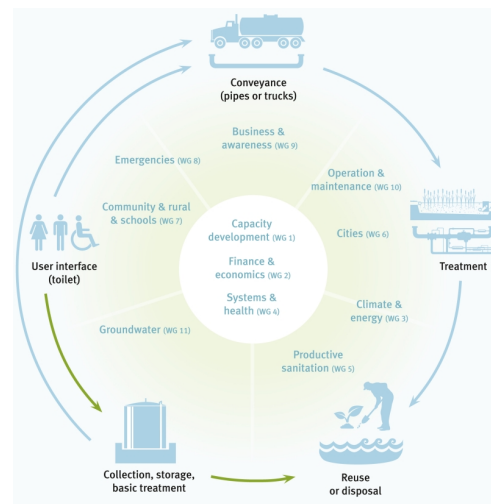 Conveyance
(pipes or trucks)
Business &
awareness (WG 9)
Emergencies (WG 8)
Operation &
maintenance (WG 10)
Community & rural
& schools (WG 7)
Capacity
development (WG 1)
Cities (WG 6)
Finance &
economics (WG 2)
User interface
(toilet)
Treatment
Systems &
health (WG 4)
Climate &
energy (WG 3)
Groundwater (WG 11)
Productive
sanitation (WG 5)
Collection, storage,
basic treatment
Reuse
or disposal